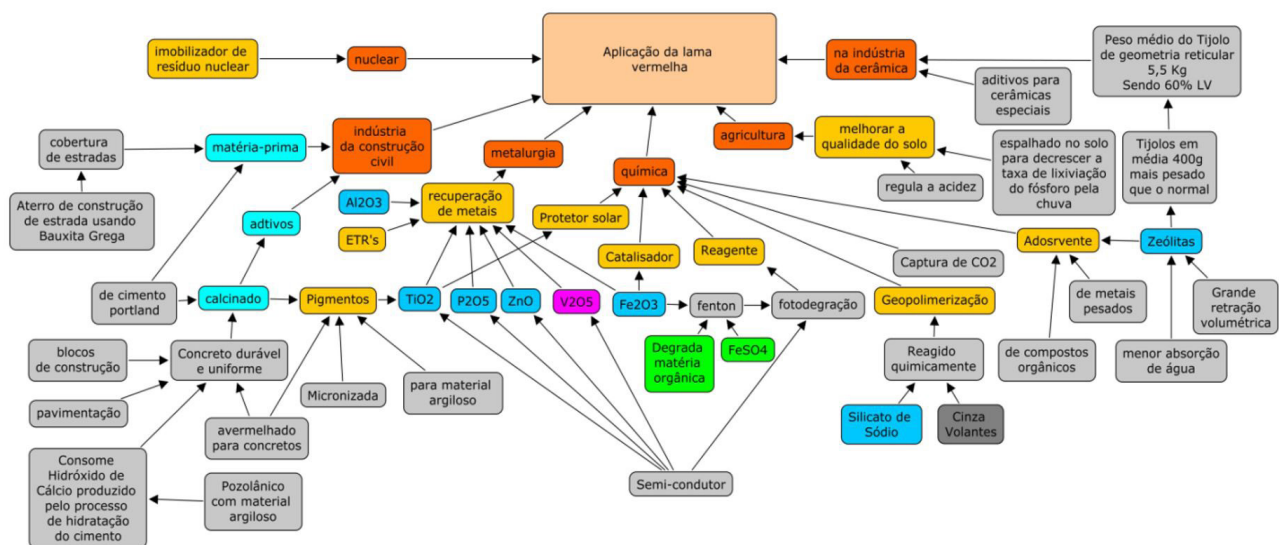 Aplicação da lama
vermelha
imobilizador de
resíduo nuclear
nuclear
na indústria
da cerâmica
Peso médio do Tijolo
de geometria reticular
5,5 Kg
Sendo 60% LV
aditivos para
cerâmicas
especiais
cobertura
de estradas
matéria-prima
indústria
da construção
civil
metalurgia
química
agricultura
melhorar a
qualidade do solo
regula a acidez
espalhado no solo
para decrescer a
taxa de lixiviação
do fósforo pela
chuva
Tijolos em
média 400g
mais pesado
que o normal
Aterro de construção
de estrada usando
Bauxita Grega
adtivos
Al2O3
ETR's
recuperação
de metais
Protetor solar
Catalisador
Reagente
Captura de CO2
Adosrvente
Zeólitas
de cimento
portland
calcinado
Pigmentos
TiO2
P2O5
ZnO
V2O5
Fe2O3
fenton
fotodegração
Geopolimerização
de metais
pesados
Grande
retração
volumétrica
blocos
de construção
Concreto durável
e uniforme
Micronizada
para material
argiloso
Degrada
matéria
orgânica
FeSO4
Reagido
quimicamente
de compostos
orgânicos
menor absorção
de água
pavimentação
avermelhado
para concretos
Silicato de
Sódio
Cinza
Volantes
Consome
Hidróxido de
Cálcio produzido
pelo processo
de hidratação
do cimento
Pozolânico
com material
argiloso
Semi-condutor